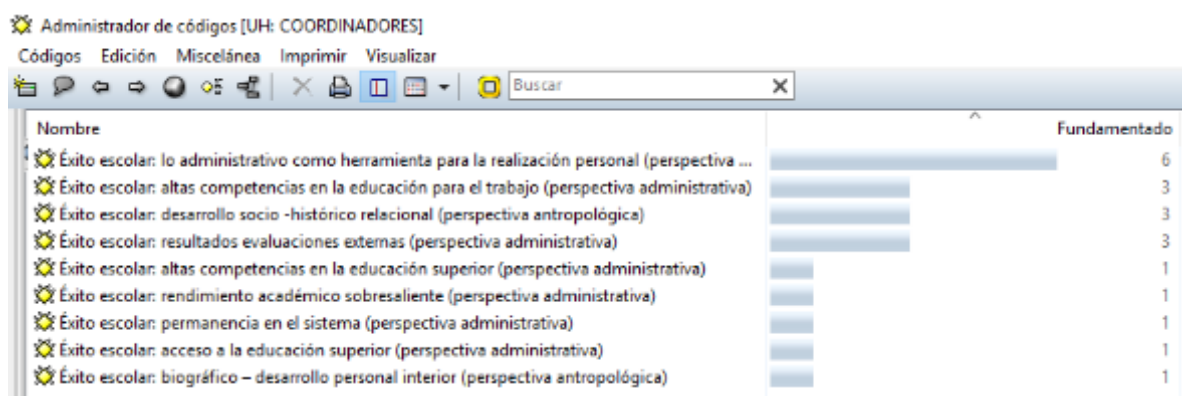 Administrador de códigos [UH: COORDINADORES]
Códigos Edición Miscelánea Imprimir Visualizar
Buscar
Nombre Fundamentado
Éxito escolar: lo administrativo como herramienta para la realización personal (perspectiva ... 6
Éxito escolar: altas competencias en la educación para el trabajo (perspectiva administrativa) 3
Éxito escolar: desarrollo socio -histórico relacional (perspectiva antropológica) 3
Éxito escolar: resultados evaluaciones externas (perspectiva administrativa) 3
Éxito escolar: altas competencias en la educación superior (perspectiva administrativa) 1
Éxito escolar: rendimiento académico sobresaliente (perspectiva administrativa) 1
Éxito escolar: permanencia en el sistema (perspectiva administrativa) 1
Éxito escolar: acceso a la educación superior (perspectiva administrativa) 1
Éxito escolar: biográfico – desarrollo personal interior (perspectiva antropológica) 1